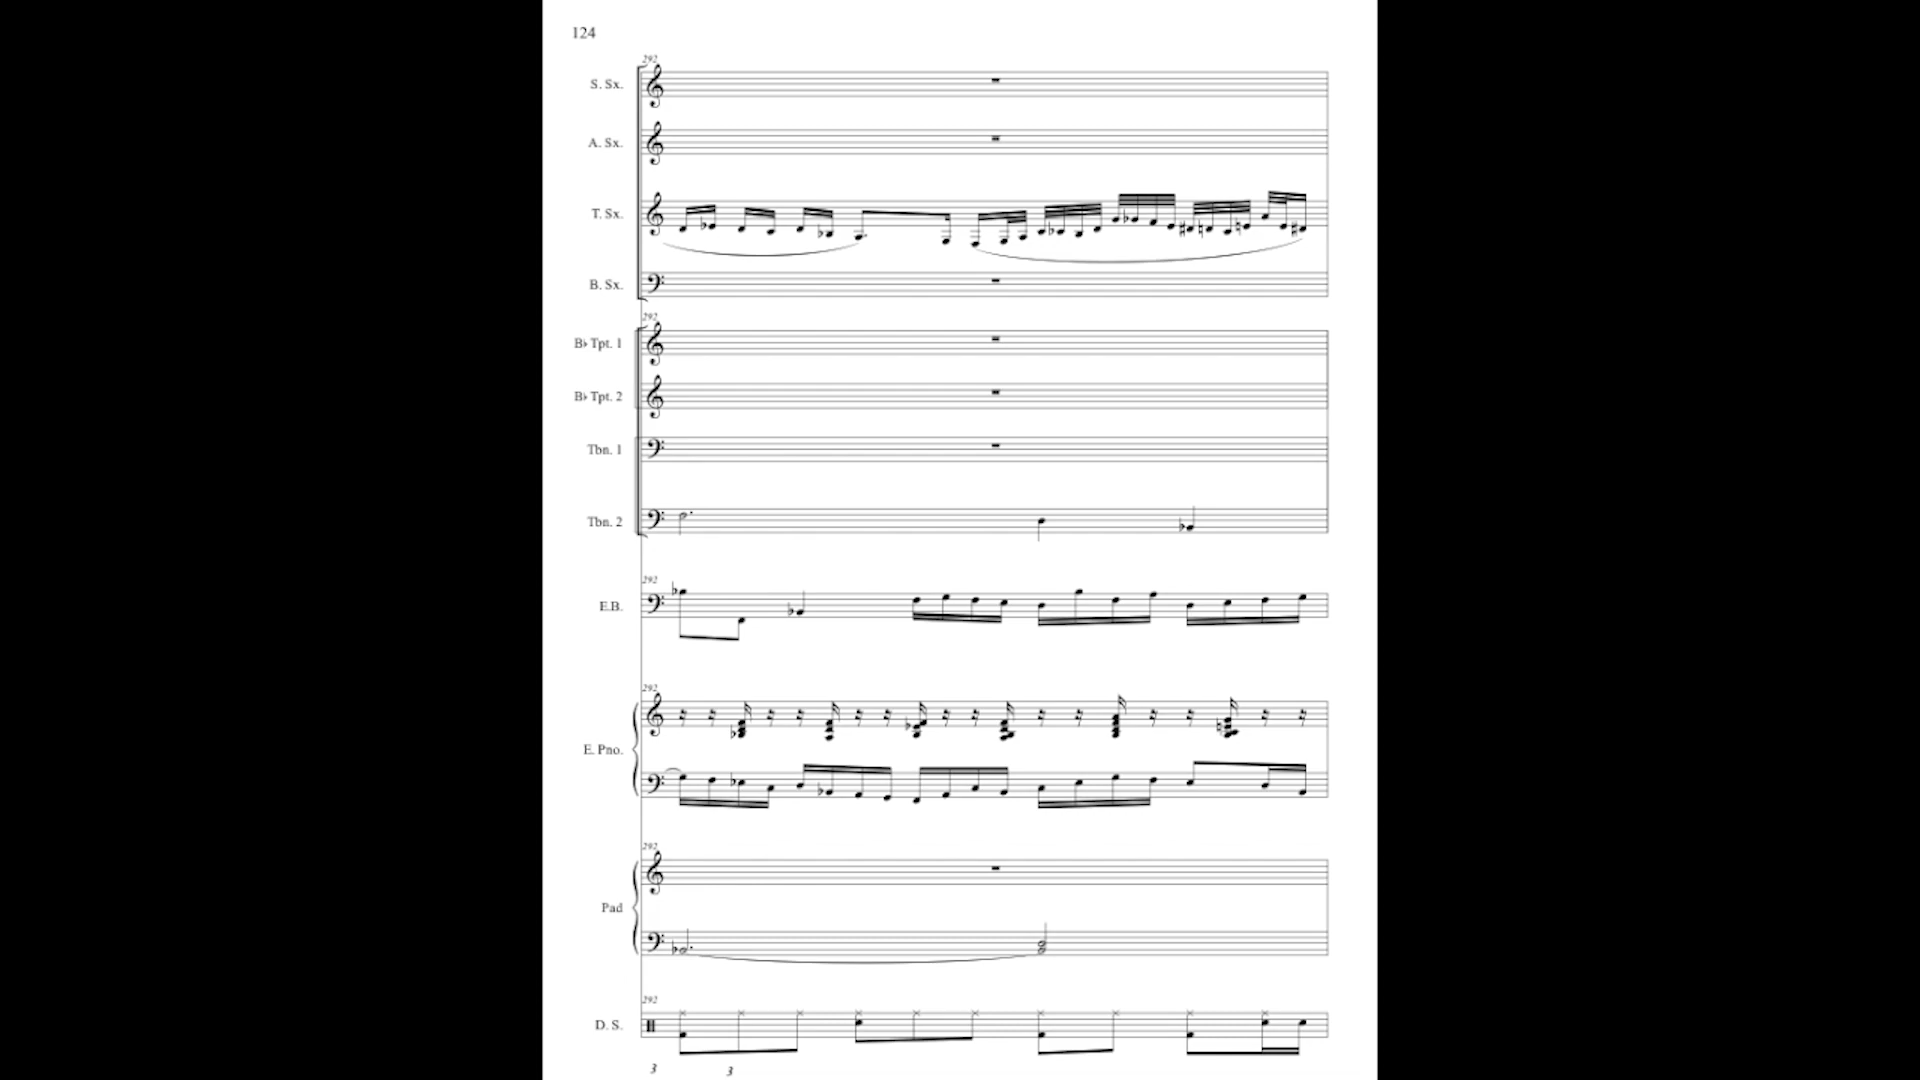 124
292
S. Sx.
A. Sx.
T. Sx.
B. Sx.
292
B♭ Tpt. 1
B♭ Tpt. 2
Tbn. 1
Tbn. 2
292
E.B.
292
E. Pno.
292
Pad
292
D. S.
3 3